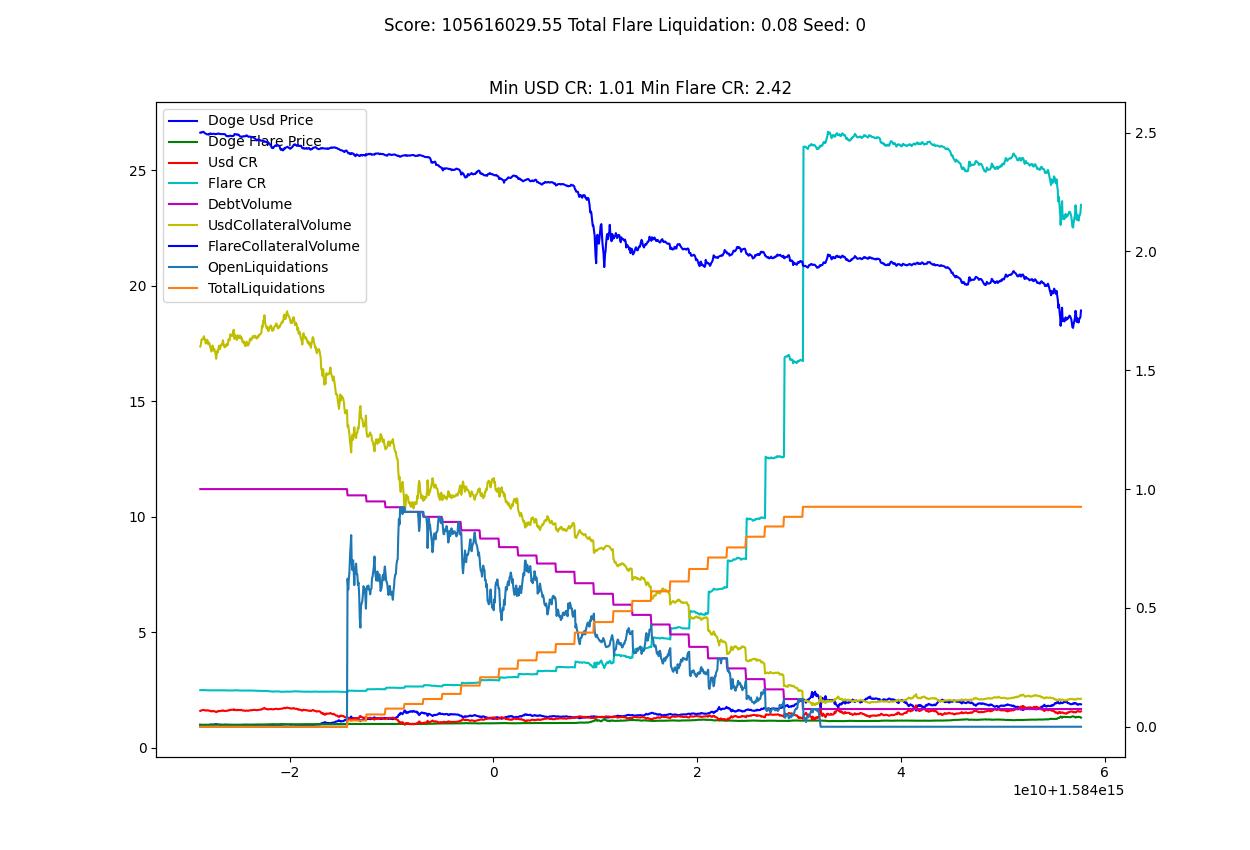 Score: 105616029.55 Total Flare Liquidation: 0.08 Seed: 0
Min USD CR: 1.01 Min Flare CR: 2.42
Doge Usd Price
Doge Flare Price
Usd CR
Flare CR
DebtVolume
UsdCollateralVolume
FlareCollateralVolume
OpenLiquidations
TotalLiquidations
25
20
15
10
5
0
2.5
2.0
1.5
1.0
0.5
0.0
−2 0 2 4 6
1e10+1.584e15